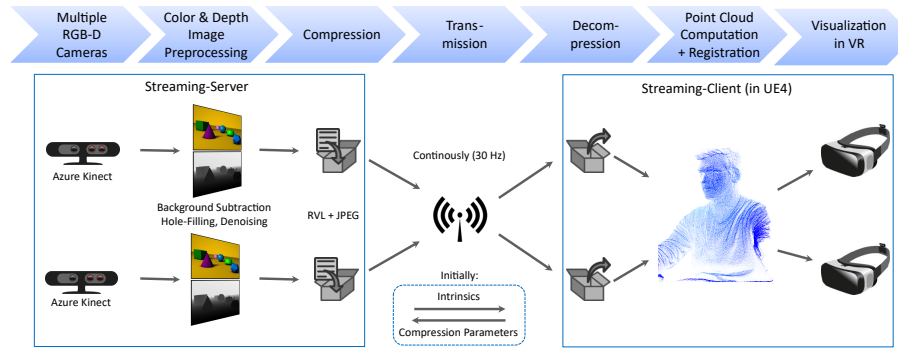 Multiple
RGB-D
Cameras
Color & Depth
Image
Preprocessing
Compression
Trans-
mission
Decom-
pression
Point Cloud
Computation
+ Registration
Visualization
in VR
Streaming-Server
Azure Kinect
Background Subtraction
Hole-Filling, Denoising
RVL + JPEG
Azure Kinect
Continously (30 Hz)
Initially:
Intrinsics
Compression Parameters
Streaming-Client (in UE4)